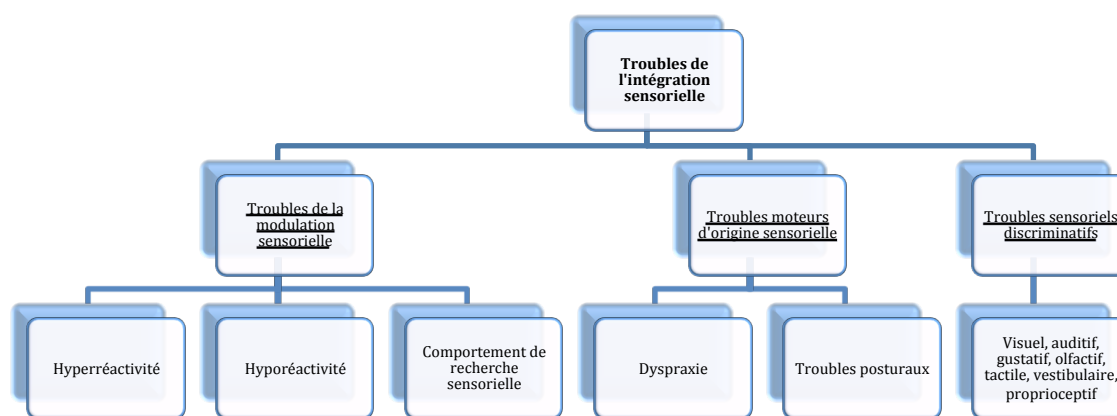 Troubles de
l'intégration
sensorielle
Troubles de la
modulation
sensorielle
Troubles moteurs
d'origine sensorielle
Troubles sensoriels
discriminatifs
Hyperréactivité
Hyporéactivité
Comportement de
recherche
sensorielle
Dyspraxie
Troubles posturaux
Visuel, auditif,
gustatif, olfactif,
tactile, vestibulaire,
proprioceptif